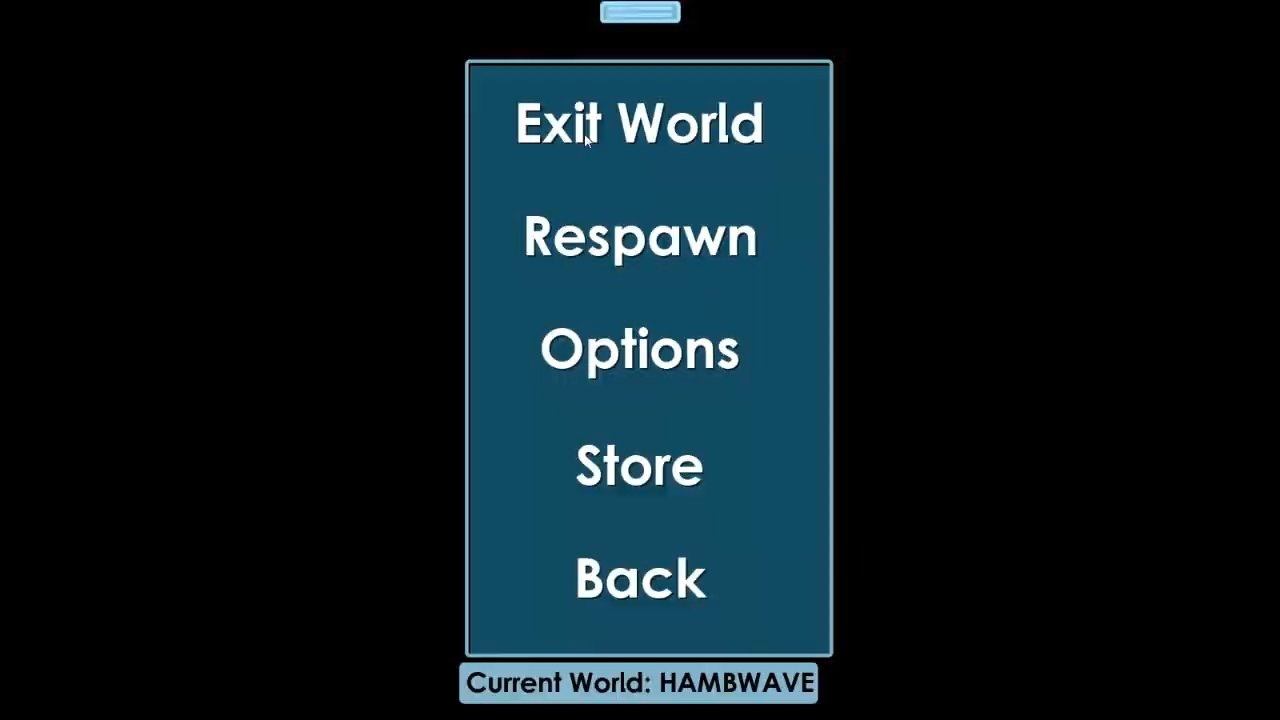 Exit World
Respawn
Options
Store
Back
Current World: HAMBWAVE